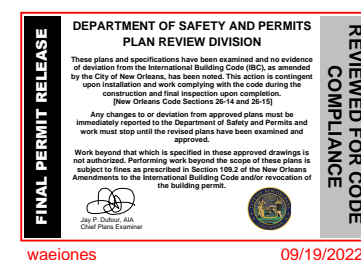 FINAL PERMIT RELEASE
DEPARTMENT OF SAFETY AND PERMITS
PLAN REVIEW DIVISION
These plans and specifications have been examined and no evidence
of deviation from the International Building Code (IBC), as amended
by the City of New Orleans, has been noted. This action is contingent
upon installation and work complying with the code during the
construction and final inspection upon completion.
[New Orleans Code Sections 26-14 and 26-15]
Any changes to or deviation from approved plans must be
immediately reported to the Department of Safety and Permits and
work must stop until the revised plans have been examined and
approved.
Work beyond that which is specified in these approved drawings is
not authorized. Performing work beyond the scope of these plans is
subject to fines as prescribed in Section 109.2 of the New Orleans
Amendments to the International Building Code and/or revocation of
the building permit.
Jay P. Dufour, AIA
Chief Plans Examiner
REVIEWED FOR CODE
COMPLIANCE
waejones
09/19/2022